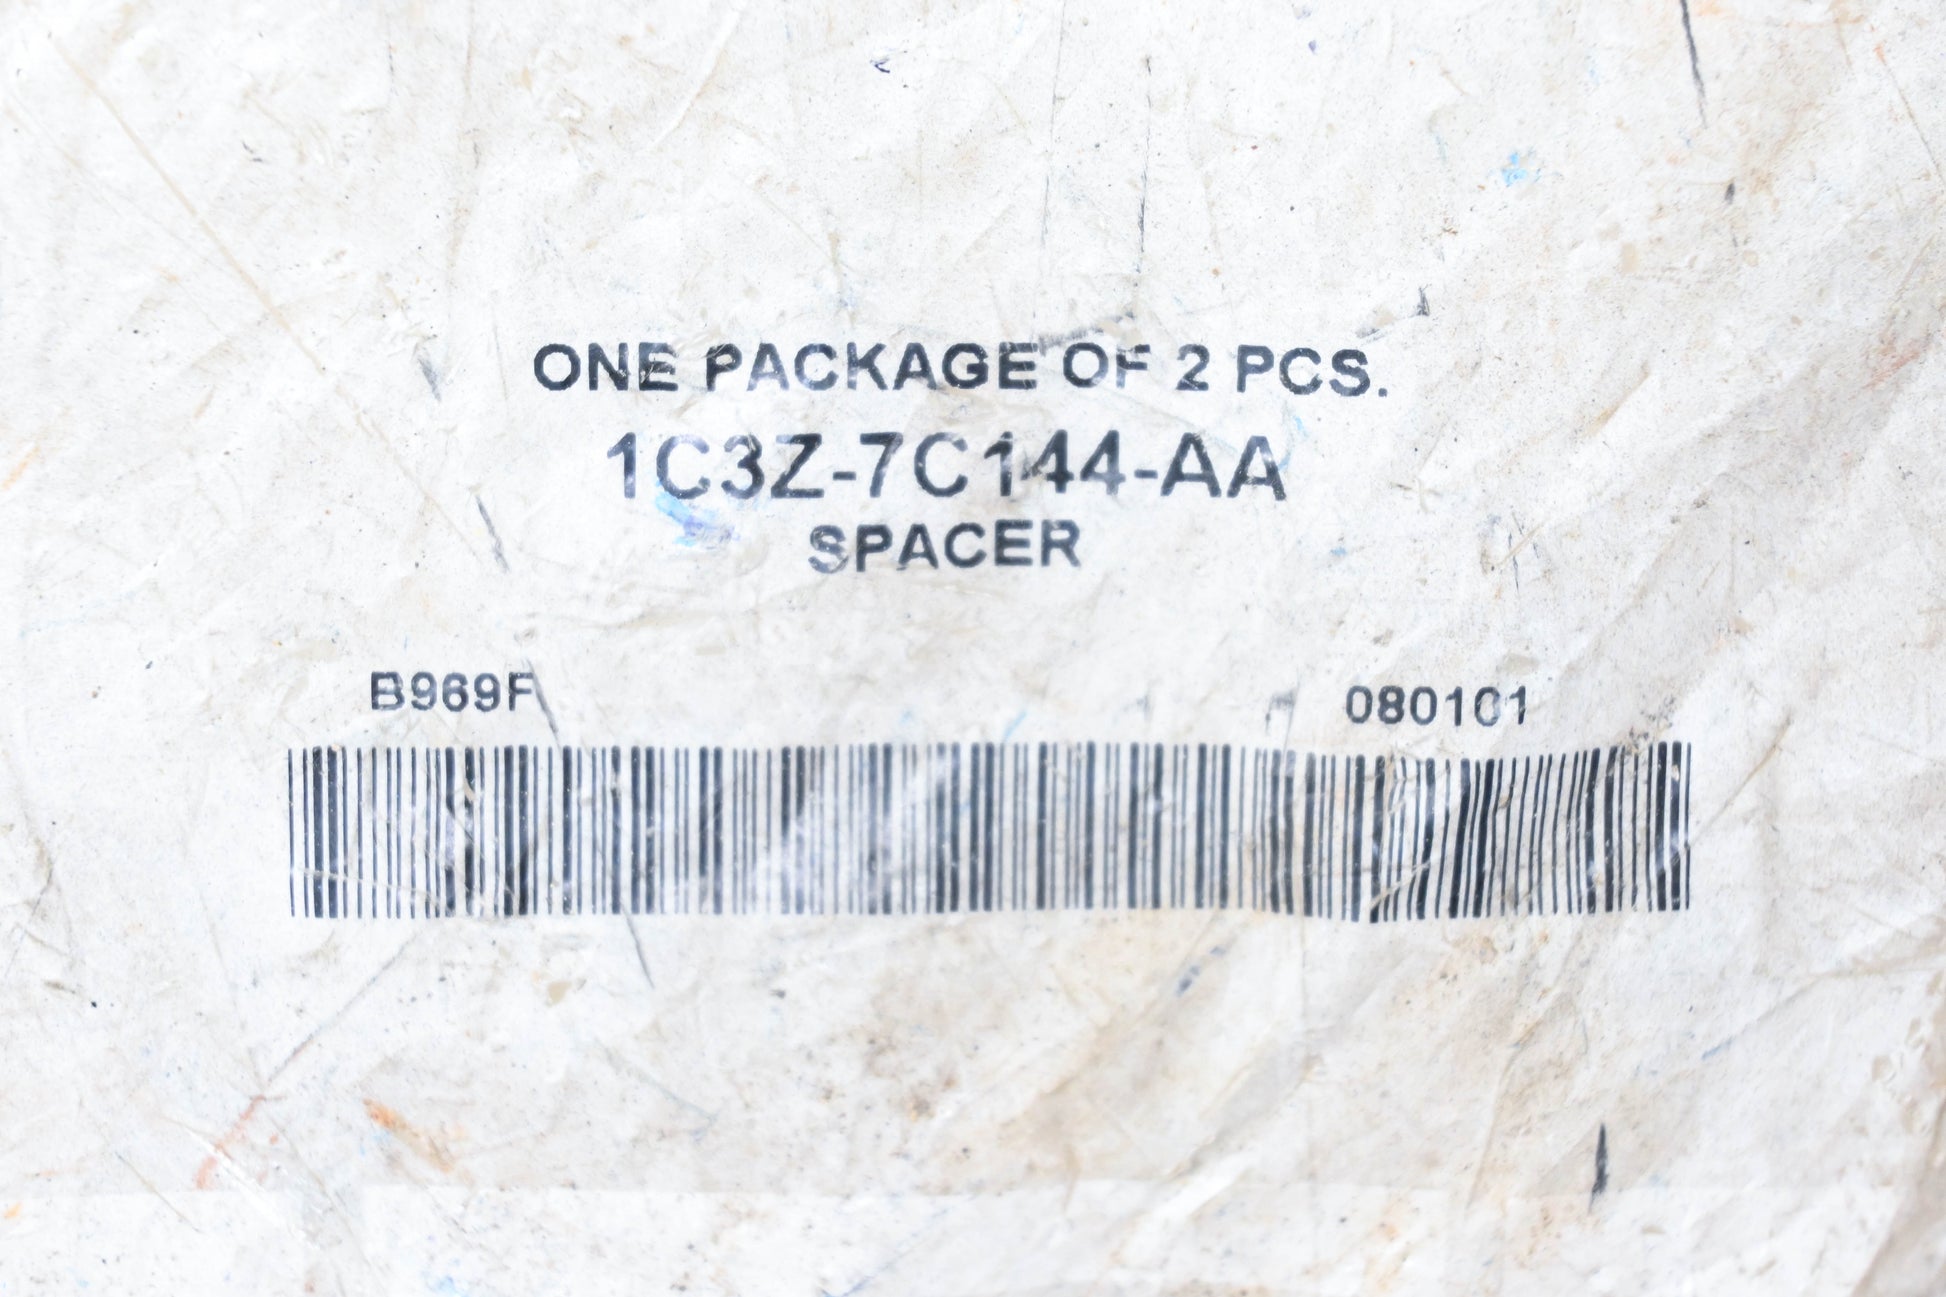 ONE PACKAGE OF 2 PCS.
1C3Z-7C144-AA
SPACER
B969F 080101